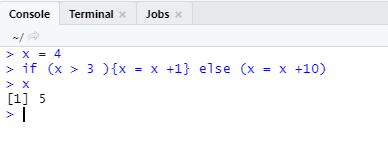 Console Terminal × Jobs ×
~/
> x = 4
> if (x > 3 ){x = x +1} else (x = x +10)
> x
[1] 5
>